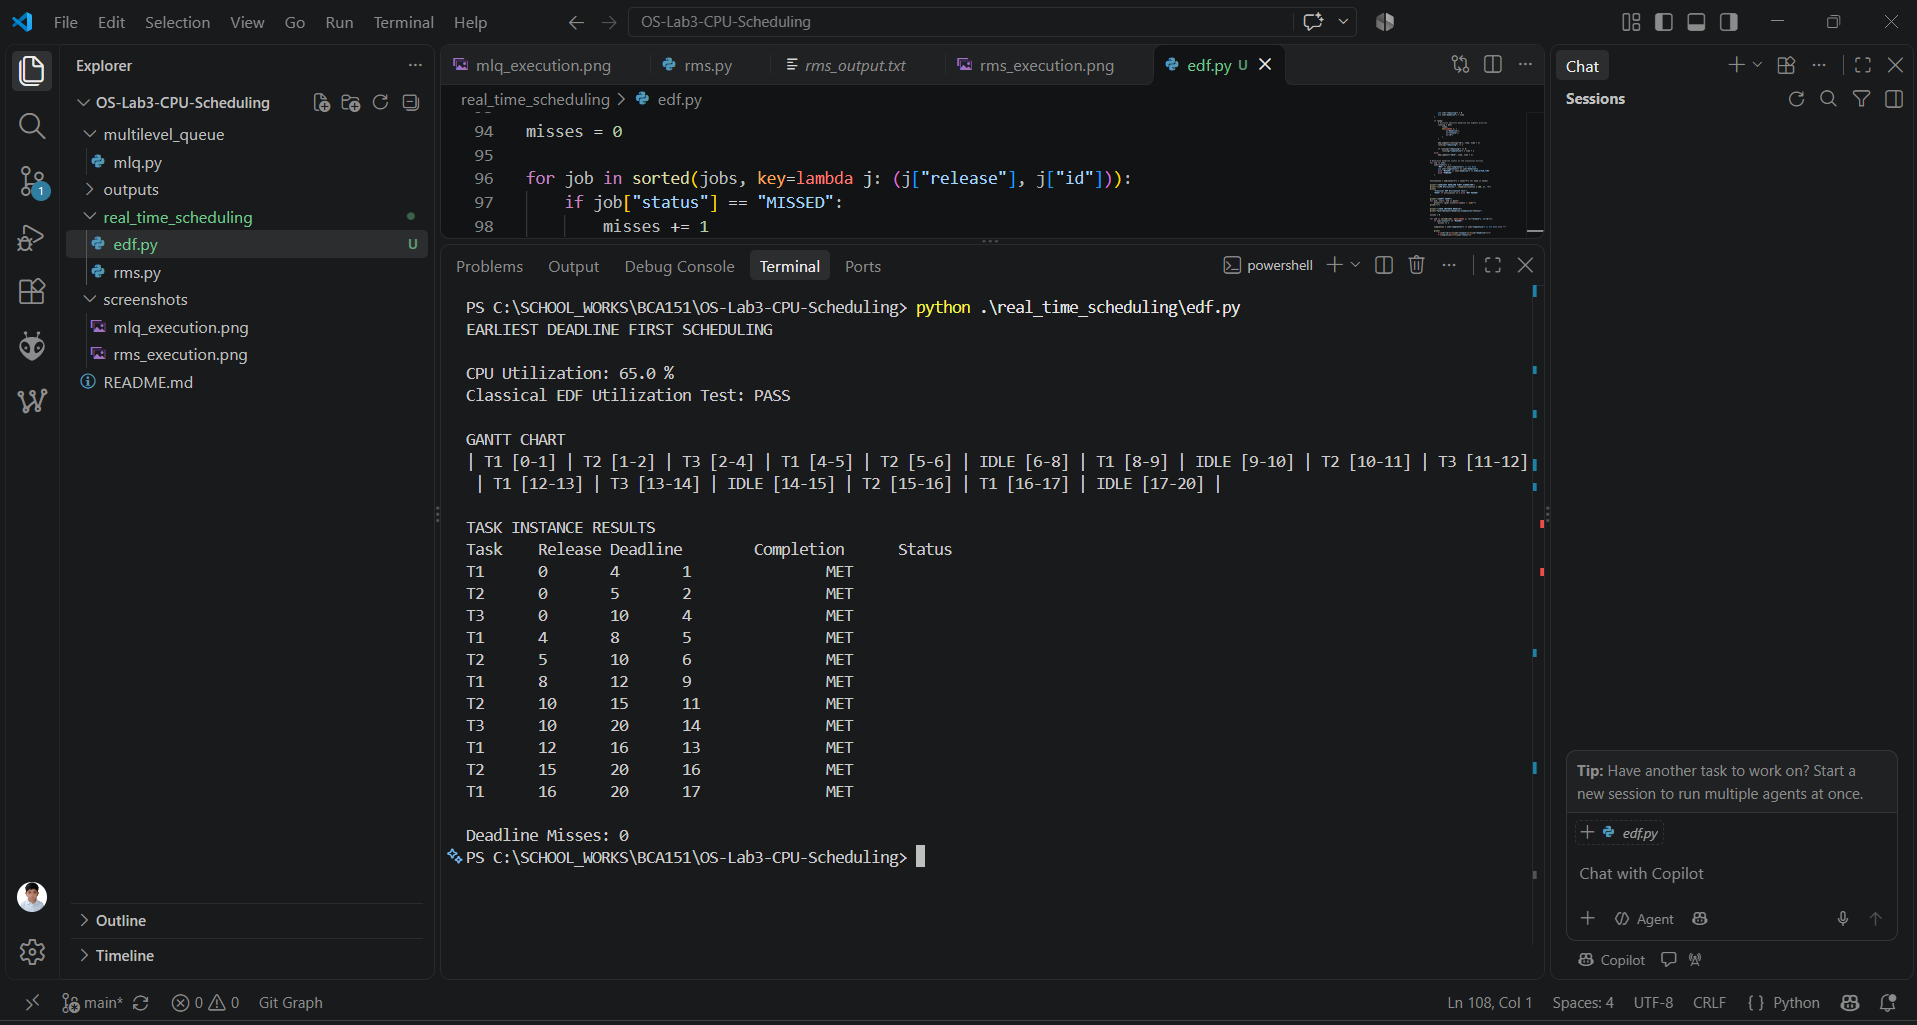 File Edit Selection View Go Run Terminal Help
OS-Lab3-CPU-Scheduling
Explorer
OS-Lab3-CPU-Scheduling
multilevel_queue
mlq.py
outputs
real_time_scheduling
edf.py U
rms.py
screenshots
mlq_execution.png
rms_execution.png
README.md
Outline
Timeline
1
mlq_execution.png rms.py rms_output.txt rms_execution.png edf.py U
real_time_scheduling > edf.py
94 misses = 0
95
96 for job in sorted(jobs, key=lambda j: (j["release"], j["id"])):
97 if job["status"] == "MISSED":
98 misses += 1
Problems Output Debug Console Terminal Ports
powershell
PS C:\SCHOOL_WORKS\BCA151\OS-Lab3-CPU-Scheduling> python .\real_time_scheduling\edf.py
EARLIEST DEADLINE FIRST SCHEDULING
CPU Utilization: 65.0 %
Classical EDF Utilization Test: PASS
GANTT CHART
| T1 [0-1] | T2 [1-2] | T3 [2-4] | T1 [4-5] | T2 [5-6] | IDLE [6-8] | T1 [8-9] | IDLE [9-10] | T2 [10-11] | T3 [11-12]
| T1 [12-13] | T3 [13-14] | IDLE [14-15] | T2 [15-16] | T1 [16-17] | IDLE [17-20] |
TASK INSTANCE RESULTS
Task Release Deadline Completion Status
T1 0 4 1 MET
T2 0 5 2 MET
T3 0 10 4 MET
T1 4 8 5 MET
T2 5 10 6 MET
T1 8 12 9 MET
T2 10 15 11 MET
T3 10 20 14 MET
T1 12 16 13 MET
T2 15 20 16 MET
T1 16 20 17 MET
Deadline Misses: 0
PS C:\SCHOOL_WORKS\BCA151\OS-Lab3-CPU-Scheduling>
Chat
Sessions
Tip: Have another task to work on? Start a
new session to run multiple agents at once.
edf.py
Chat with Copilot
Agent
Copilot
main* 0 0 Git Graph
Ln 108, Col 1 Spaces: 4 UTF-8 CRLF { } Python